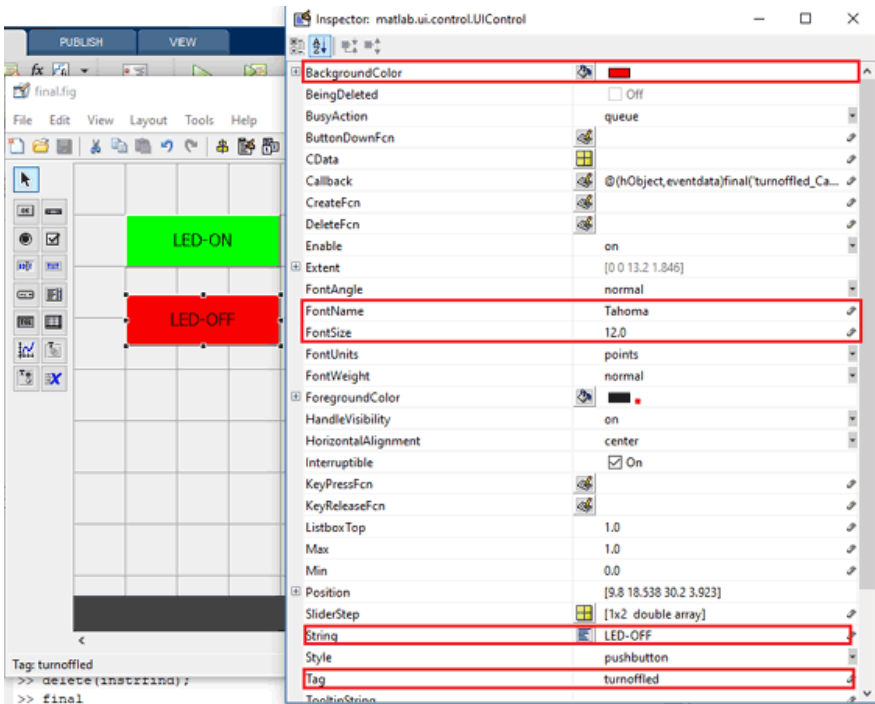 PUBLISH VIEW
fx
final.fig
File Edit View Layout Tools Help
OK
LED-ON
LED-OFF
Tag: turnoffled
>> delete(instrfind);
>> final
Inspector: matlab.ui.control.UIControl
BackgroundColor
BeingDeleted Off
BusyAction queue
ButtonDownFcn
CData
Callback @(hObject,eventdata)final('turnoffled_Ca...
CreateFcn
DeleteFcn
Enable on
Extent [0 0 13.2 1.846]
FontAngle normal
FontName Tahoma
FontSize 12.0
FontUnits points
FontWeight normal
ForegroundColor
HandleVisibility on
HorizontalAlignment center
Interruptible On
KeyPressFcn
KeyReleaseFcn
ListboxTop 1.0
Max 1.0
Min 0.0
Position [9.8 18.538 30.2 3.923]
SliderStep [1x2 double array]
String LED-OFF
Style pushbutton
Tag turnoffled
TooltipString